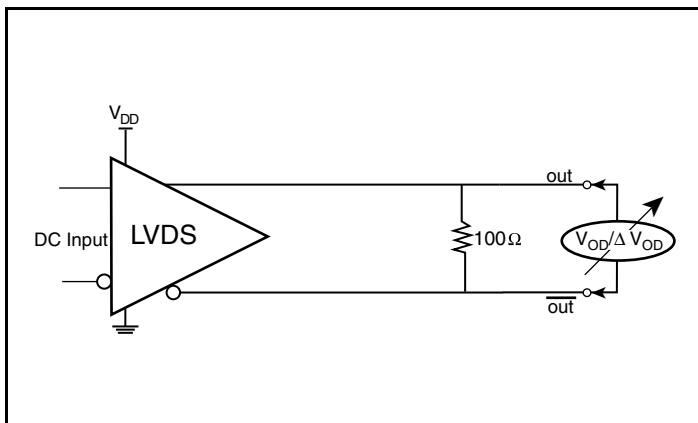 V_DD
out
DC Input
LVDS
100Ω
V_OD/Δ V_OD
out